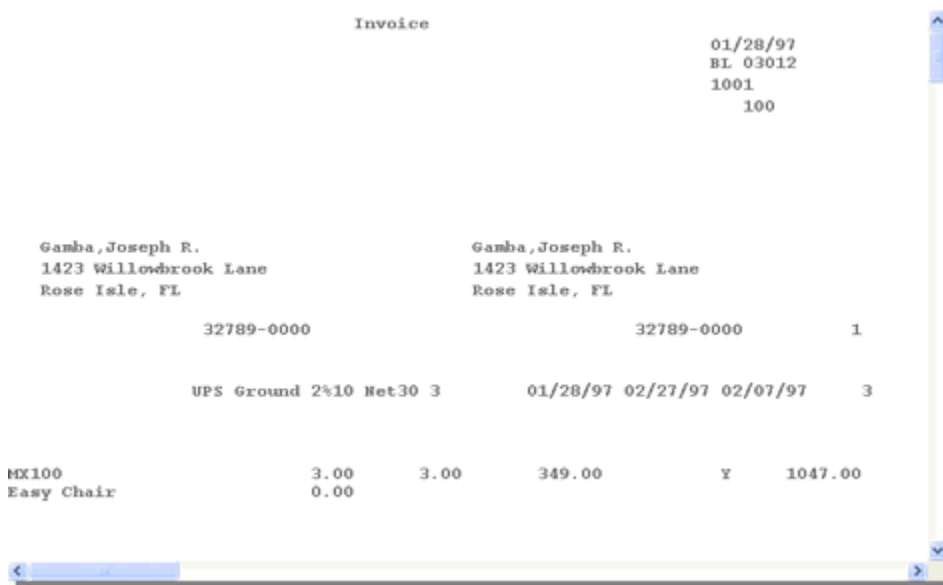 Invoice
01/28/97
BL 03012
1001
100
Gamba,Joseph R. Gamba,Joseph R.
1423 Willowbrook Lane 1423 Willowbrook Lane
Rose Isle, FL Rose Isle, FL
32789-0000 32789-0000 1
UPS Ground 2%10 Net30 3 01/28/97 02/27/97 02/07/97 3
MX100 3.00 3.00 349.00 Y 1047.00
Easy Chair 0.00